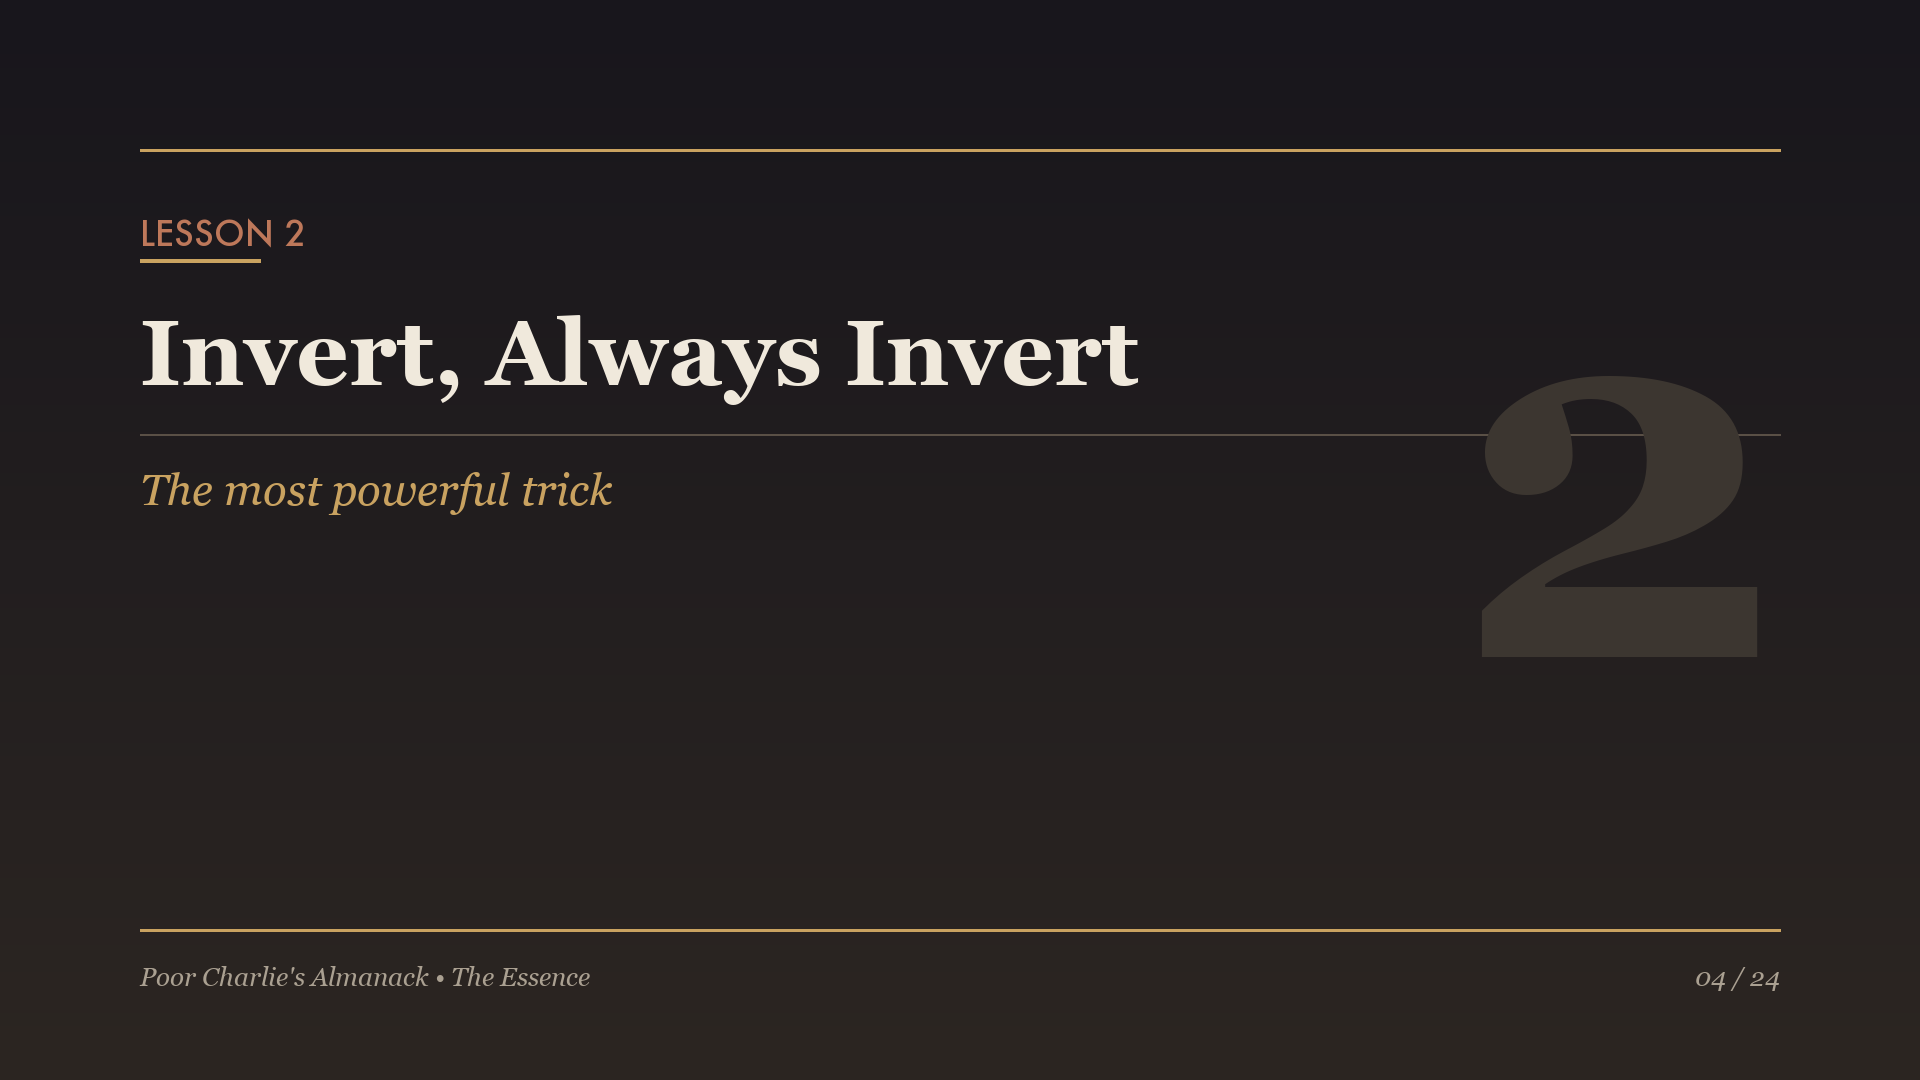 LESSON 2
Invert, Always Invert
The most powerful trick
2
Poor Charlie's Almanack • The Essence
04 / 24